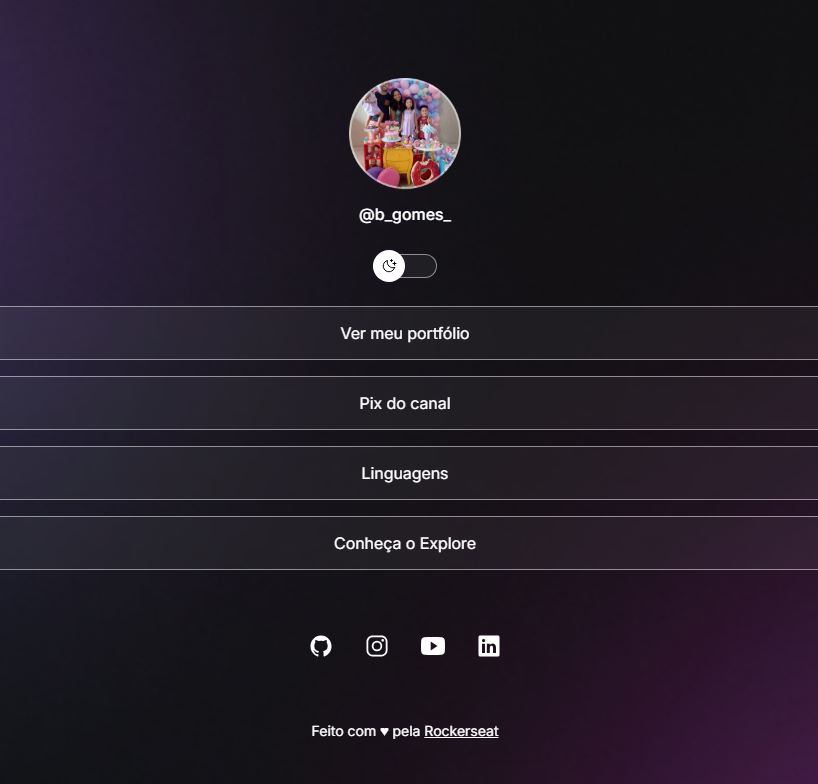 @b_gomes_
Ver meu portfólio
Pix do canal
Linguagens
Conheça o Explore
Feito com ♥ pela Rockerseat